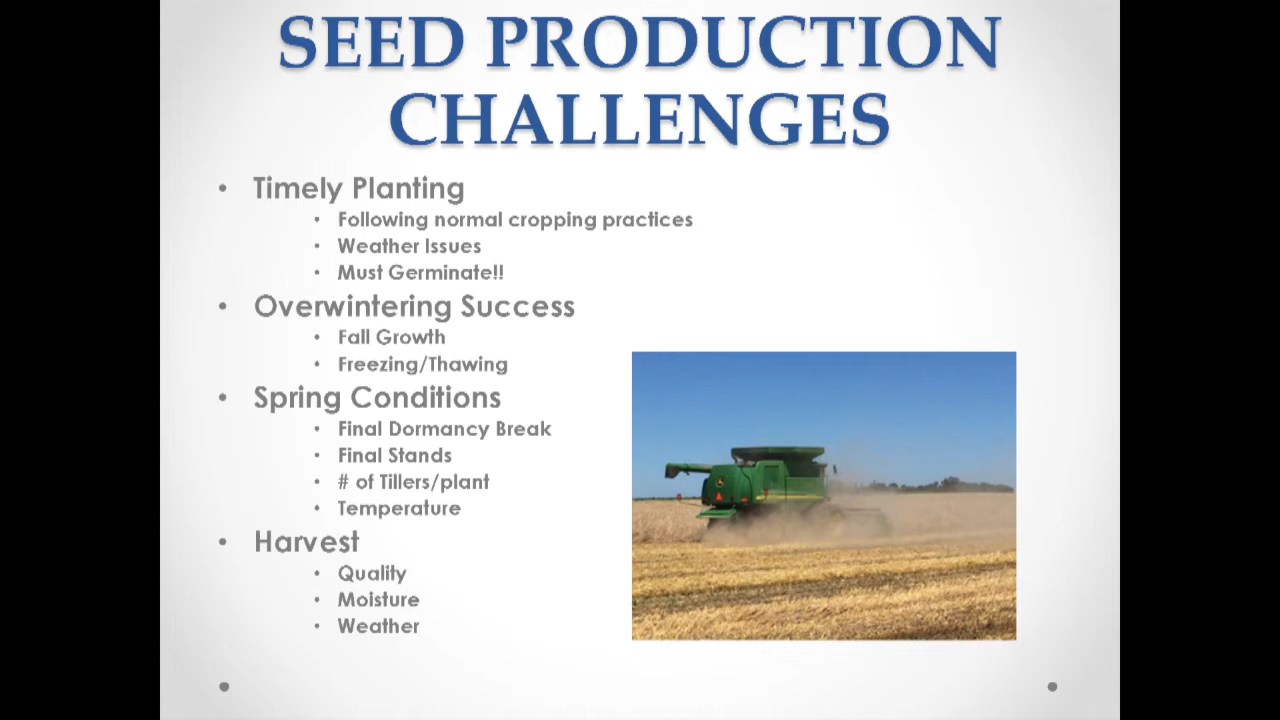 SEED PRODUCTION
CHALLENGES
• Timely Planting
• Following normal cropping practices
• Weather Issues
• Must Germinate!!
• Overwintering Success
• Fall Growth
• Freezing/Thawing
• Spring Conditions
• Final Dormancy Break
• Final Stands
• # of Tillers/plant
• Temperature
• Harvest
• Quality
• Moisture
• Weather